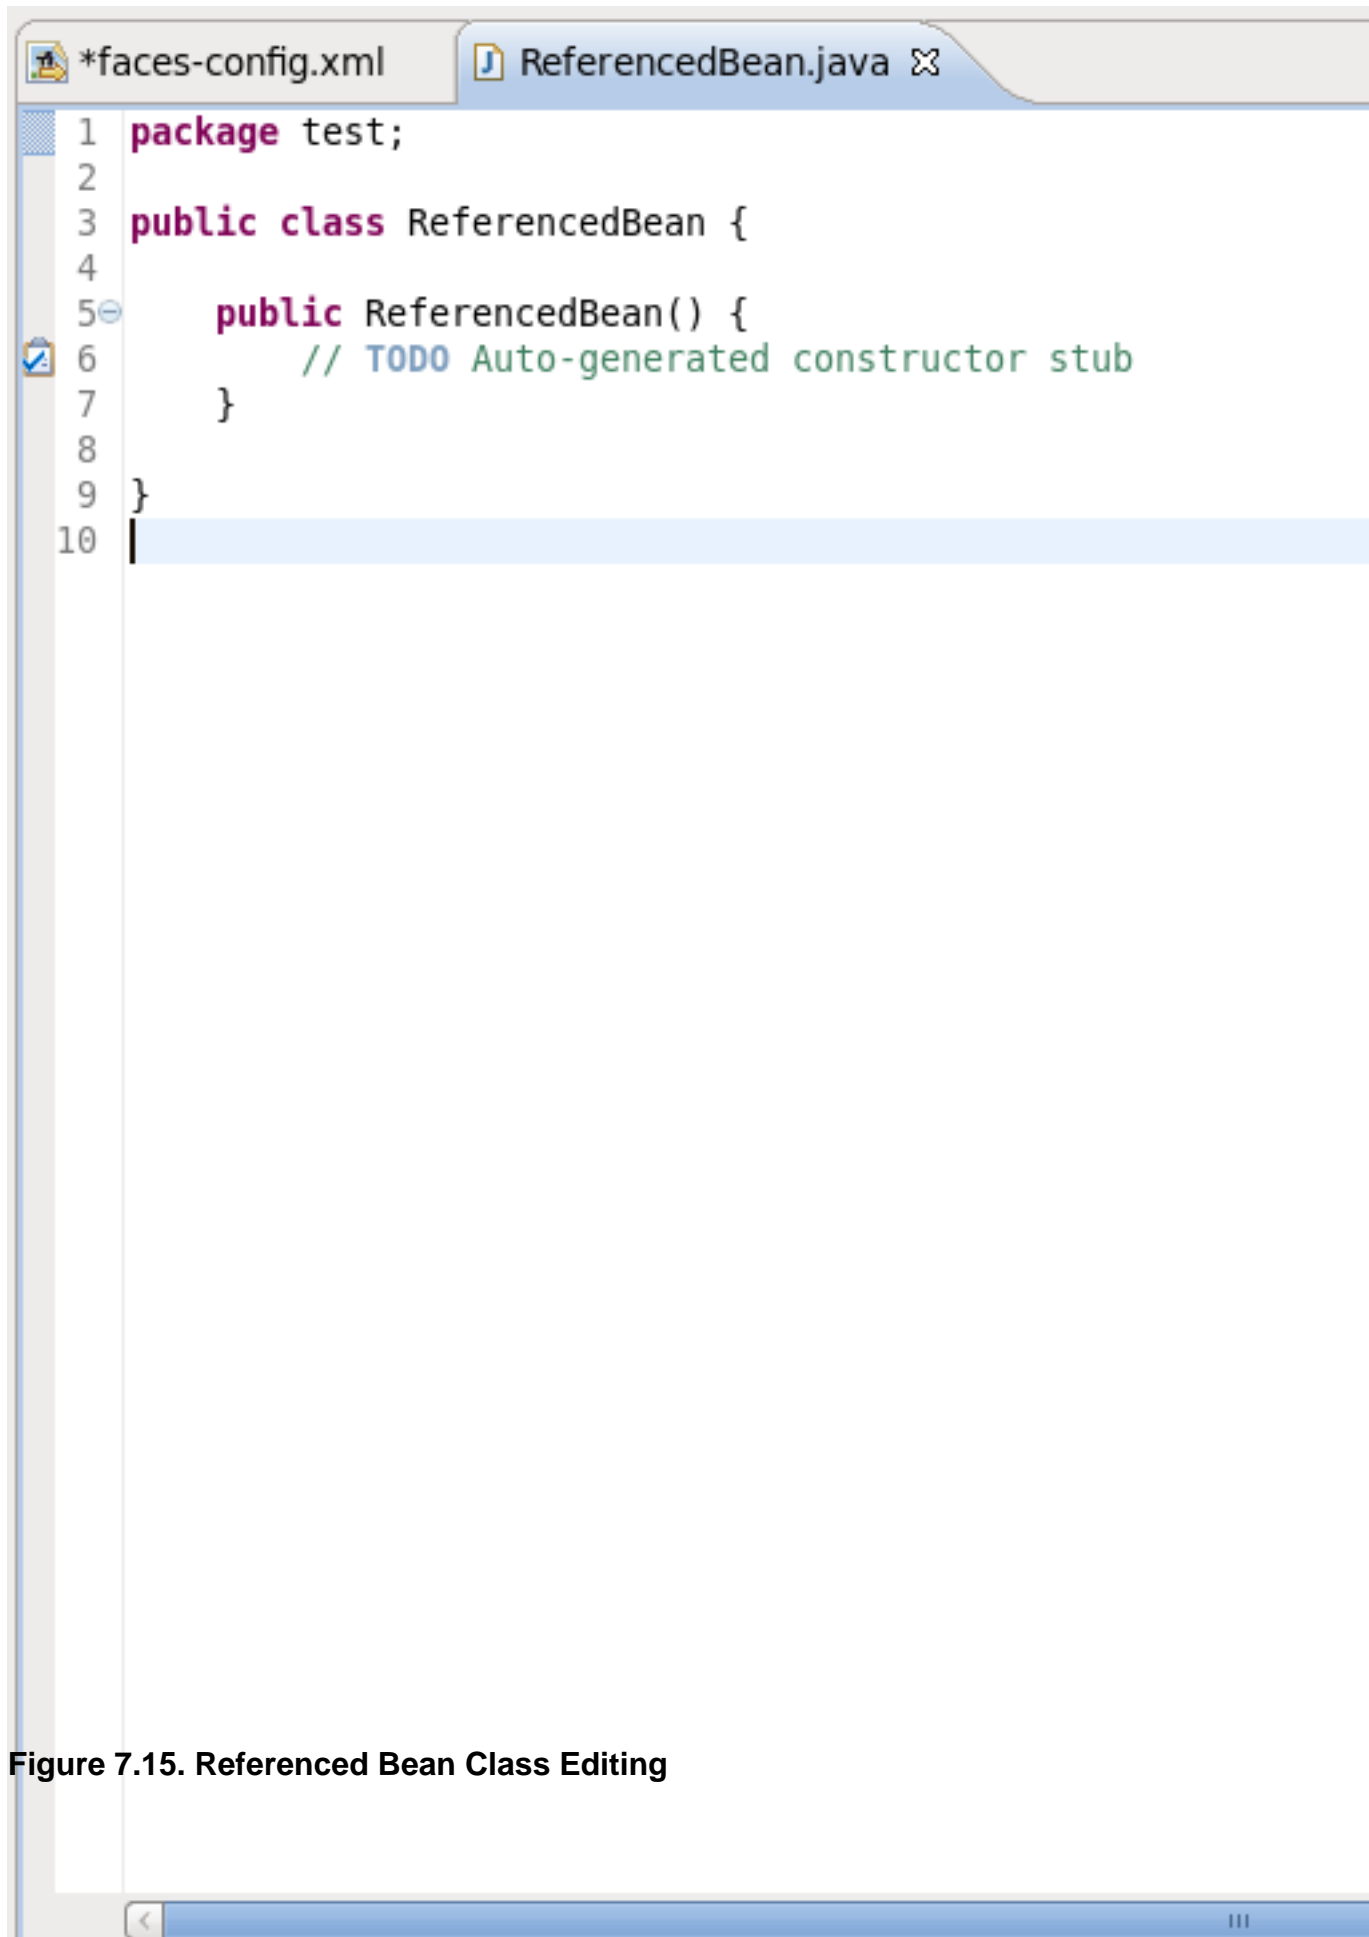 *faces-config.xml ReferencedBean.java
1 package test;
2
3 public class ReferencedBean {
4
5 public ReferencedBean() {
6 // TODO Auto-generated constructor stub
7 }
8
9 }
10
Figure 7.15. Referenced Bean Class Editing